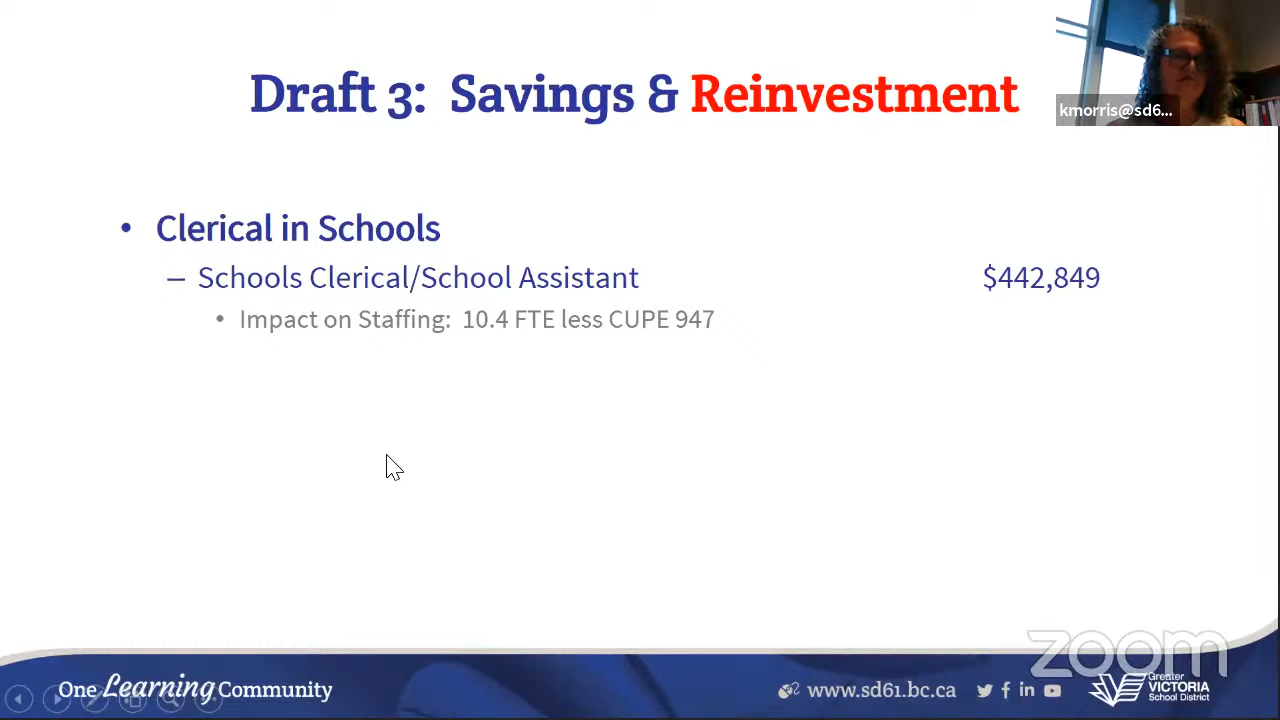 Draft 3: Savings & Reinvestment
kmorris@sd6...
• Clerical in Schools
– Schools Clerical/School Assistant $442,849
• Impact on Staffing: 10.4 FTE less CUPE 947
zoom
One Learning Community
www.sd61.bc.ca
Greater
VICTORIA
School District